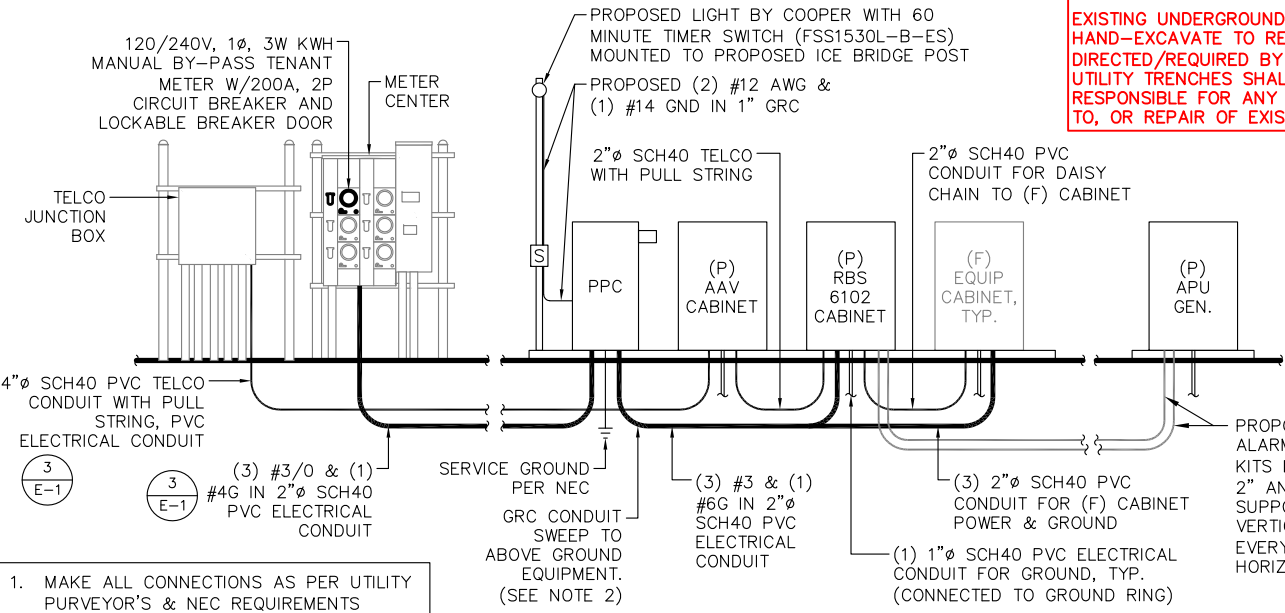 PROPOSED LIGHT BY COOPER WITH 60
MINUTE TIMER SWITCH (FSS1530L-B-ES)
MOUNTED TO PROPOSED ICE BRIDGE POST
EXISTING UNDERGROUND
HAND-EXCAVATE TO RE
DIRECTED/REQUIRED BY
UTILITY TRENCHES SHAL
RESPONSIBLE FOR ANY
TO, OR REPAIR OF EXIS
120/240V, 1ø, 3W KWH
MANUAL BY-PASS TENANT
METER W/200A, 2P
CIRCUIT BREAKER AND
LOCKABLE BREAKER DOOR
METER
CENTER
PROPOSED (2) #12 AWG &
(1) #14 GND IN 1" GRC
2"ø SCH40 TELCO
WITH PULL STRING
2"ø SCH40 PVC
CONDUIT FOR DAISY
CHAIN TO (F) CABINET
TELCO
JUNCTION
BOX
S
PPC
(P)
AAV
CABINET
(P)
RBS
6102
CABINET
(F)
EQUIP
CABINET,
TYP.
(P)
APU
GEN.
4"ø SCH40 PVC TELCO
CONDUIT WITH PULL
STRING, PVC
ELECTRICAL CONDUIT
3
E-1
3
E-1
(3) #3/0 & (1)
#4G IN 2"ø SCH40
PVC ELECTRICAL
CONDUIT
SERVICE GROUND
PER NEC
GRC CONDUIT
SWEEP TO
ABOVE GROUND
EQUIPMENT.
(SEE NOTE 2)
(3) #3 & (1)
#6G IN 2"ø
SCH40 PVC
ELECTRICAL
CONDUIT
(3) 2"ø SCH40 PVC
CONDUIT FOR (F) CABINET
POWER & GROUND
(1) 1"ø SCH40 PVC ELECTRICAL
CONDUIT FOR GROUND, TYP.
(CONNECTED TO GROUND RING)
PROPO
ALARM
KITS I
2" AN
SUPPO
VERTIC
EVERY
HORIZ
1. MAKE ALL CONNECTIONS AS PER UTILITY
PURVEYOR'S & NEC REQUIREMENTS